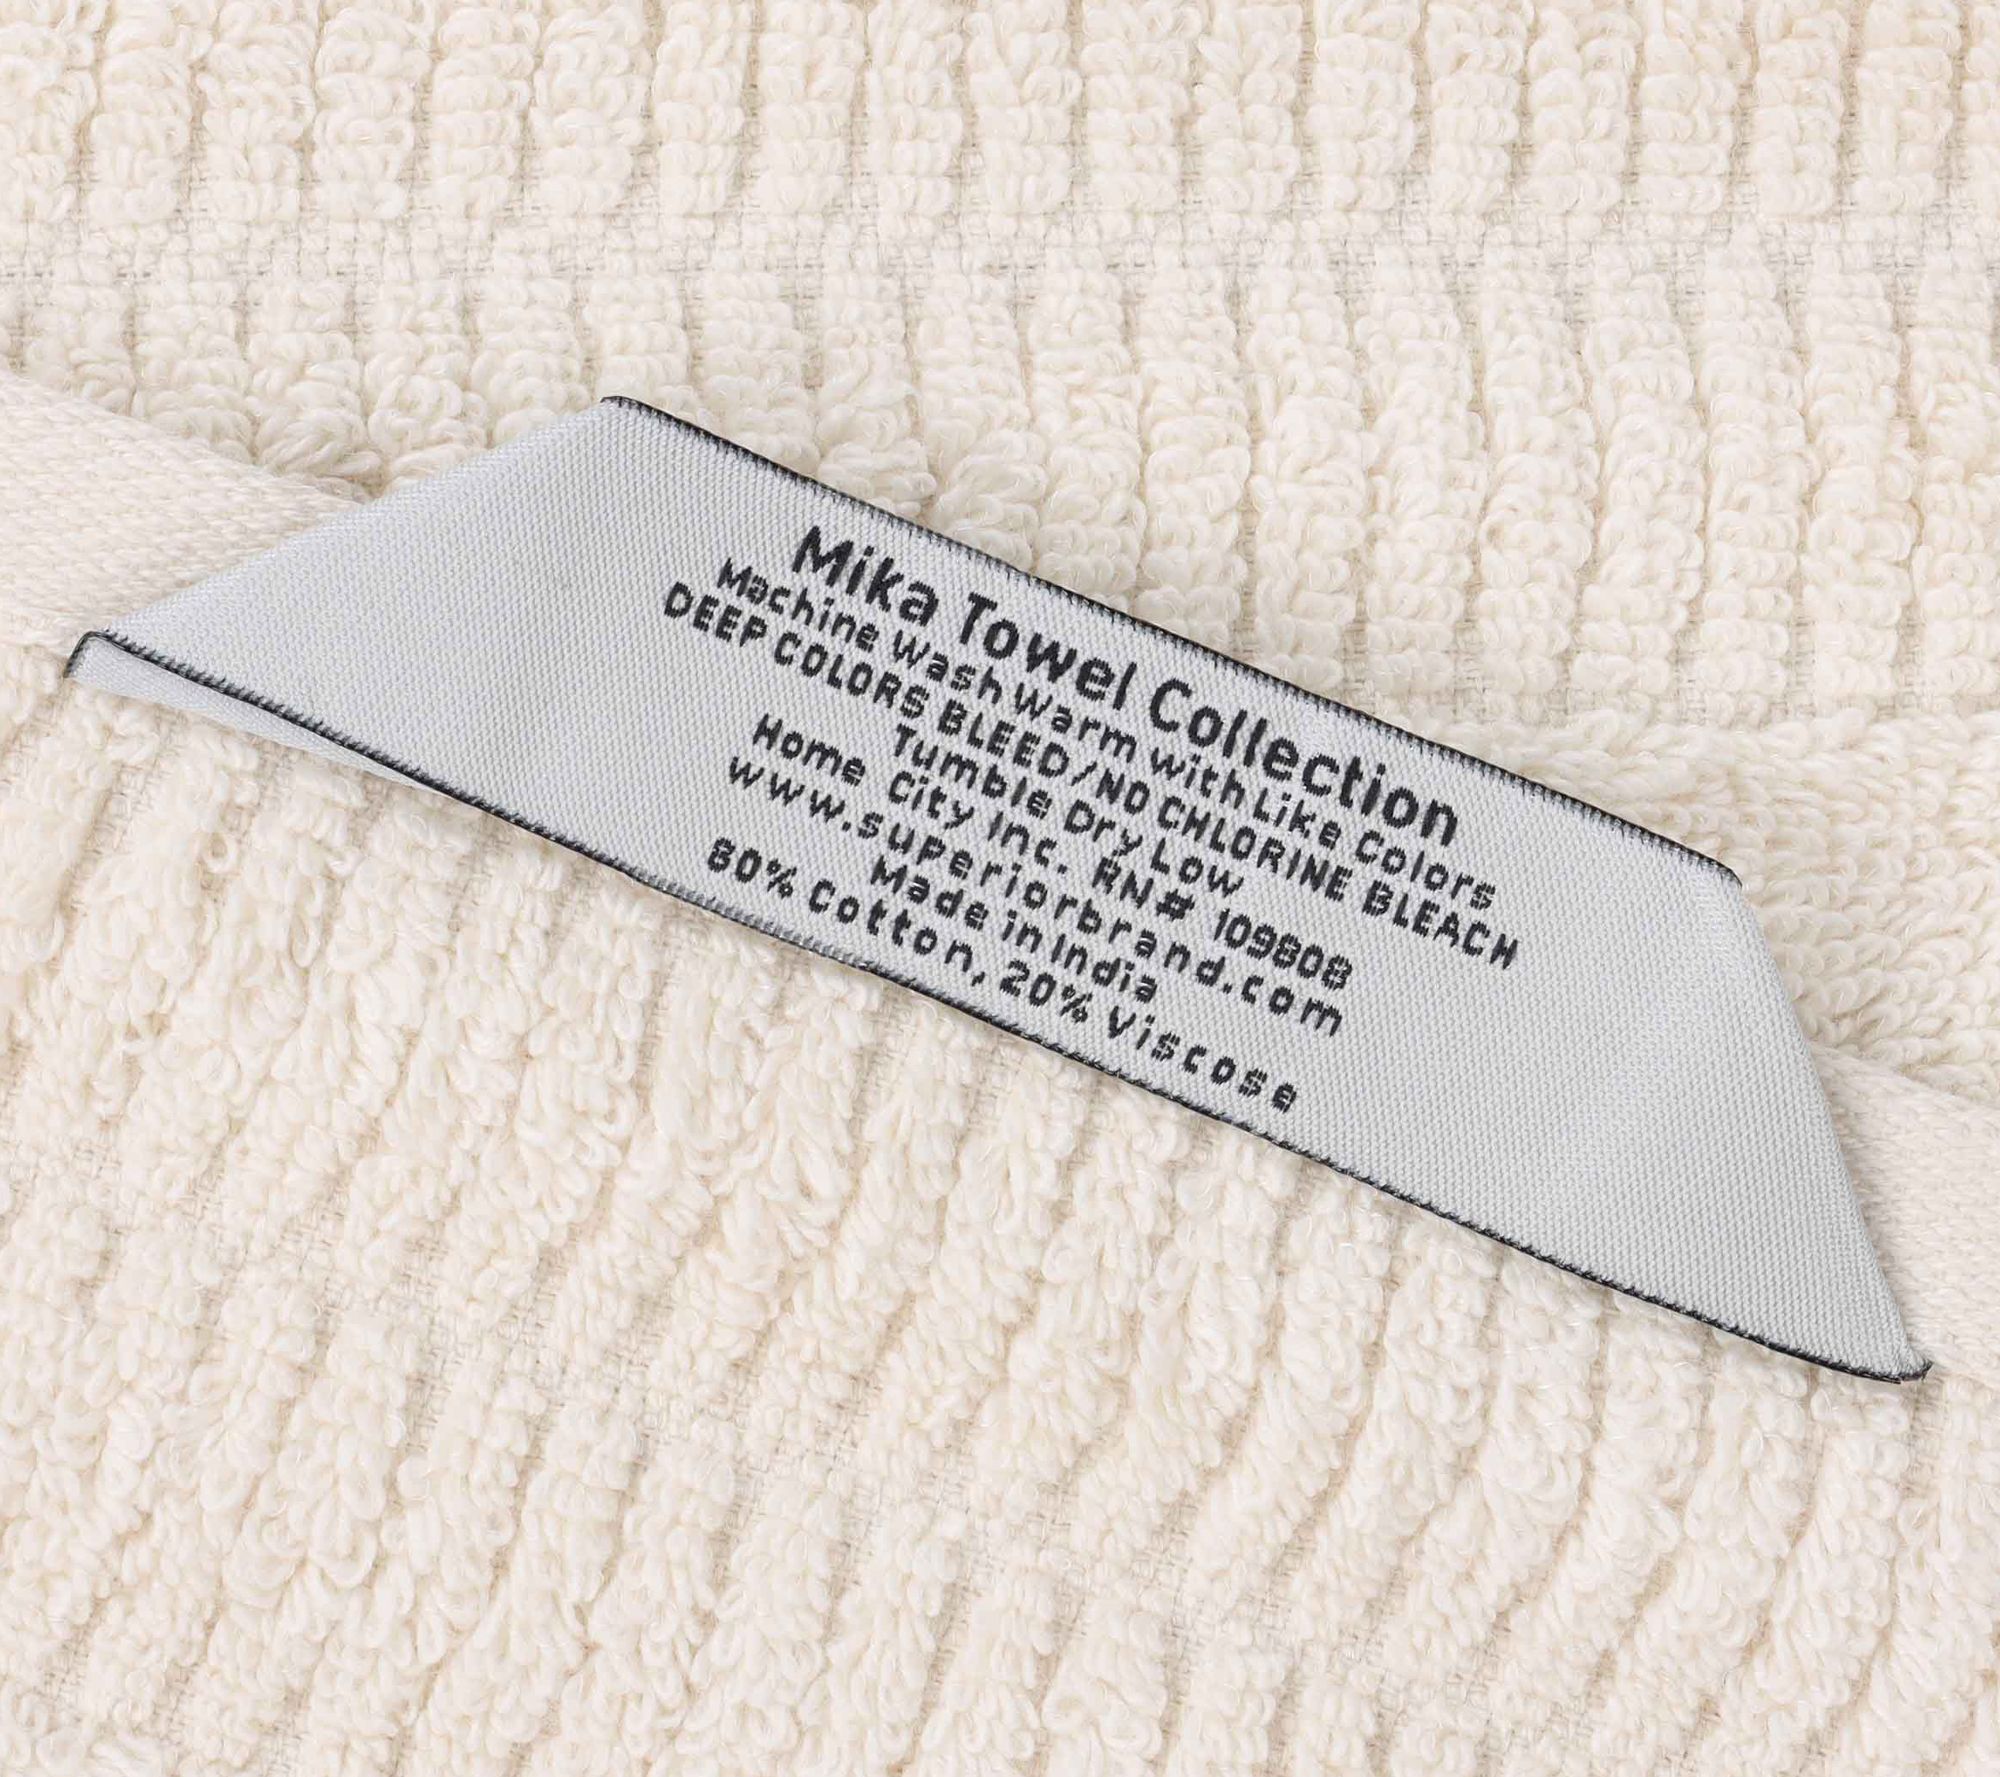 Mika Towel Collection
Machine Wash Warm with Like Colors
DEEP COLORS BLEED/NO CHLORINE BLEACH
Tumble Dry Low
Home City Inc. RN# 109808
www.superiorbrand.com
Made in India
80% Cotton, 20% Viscose